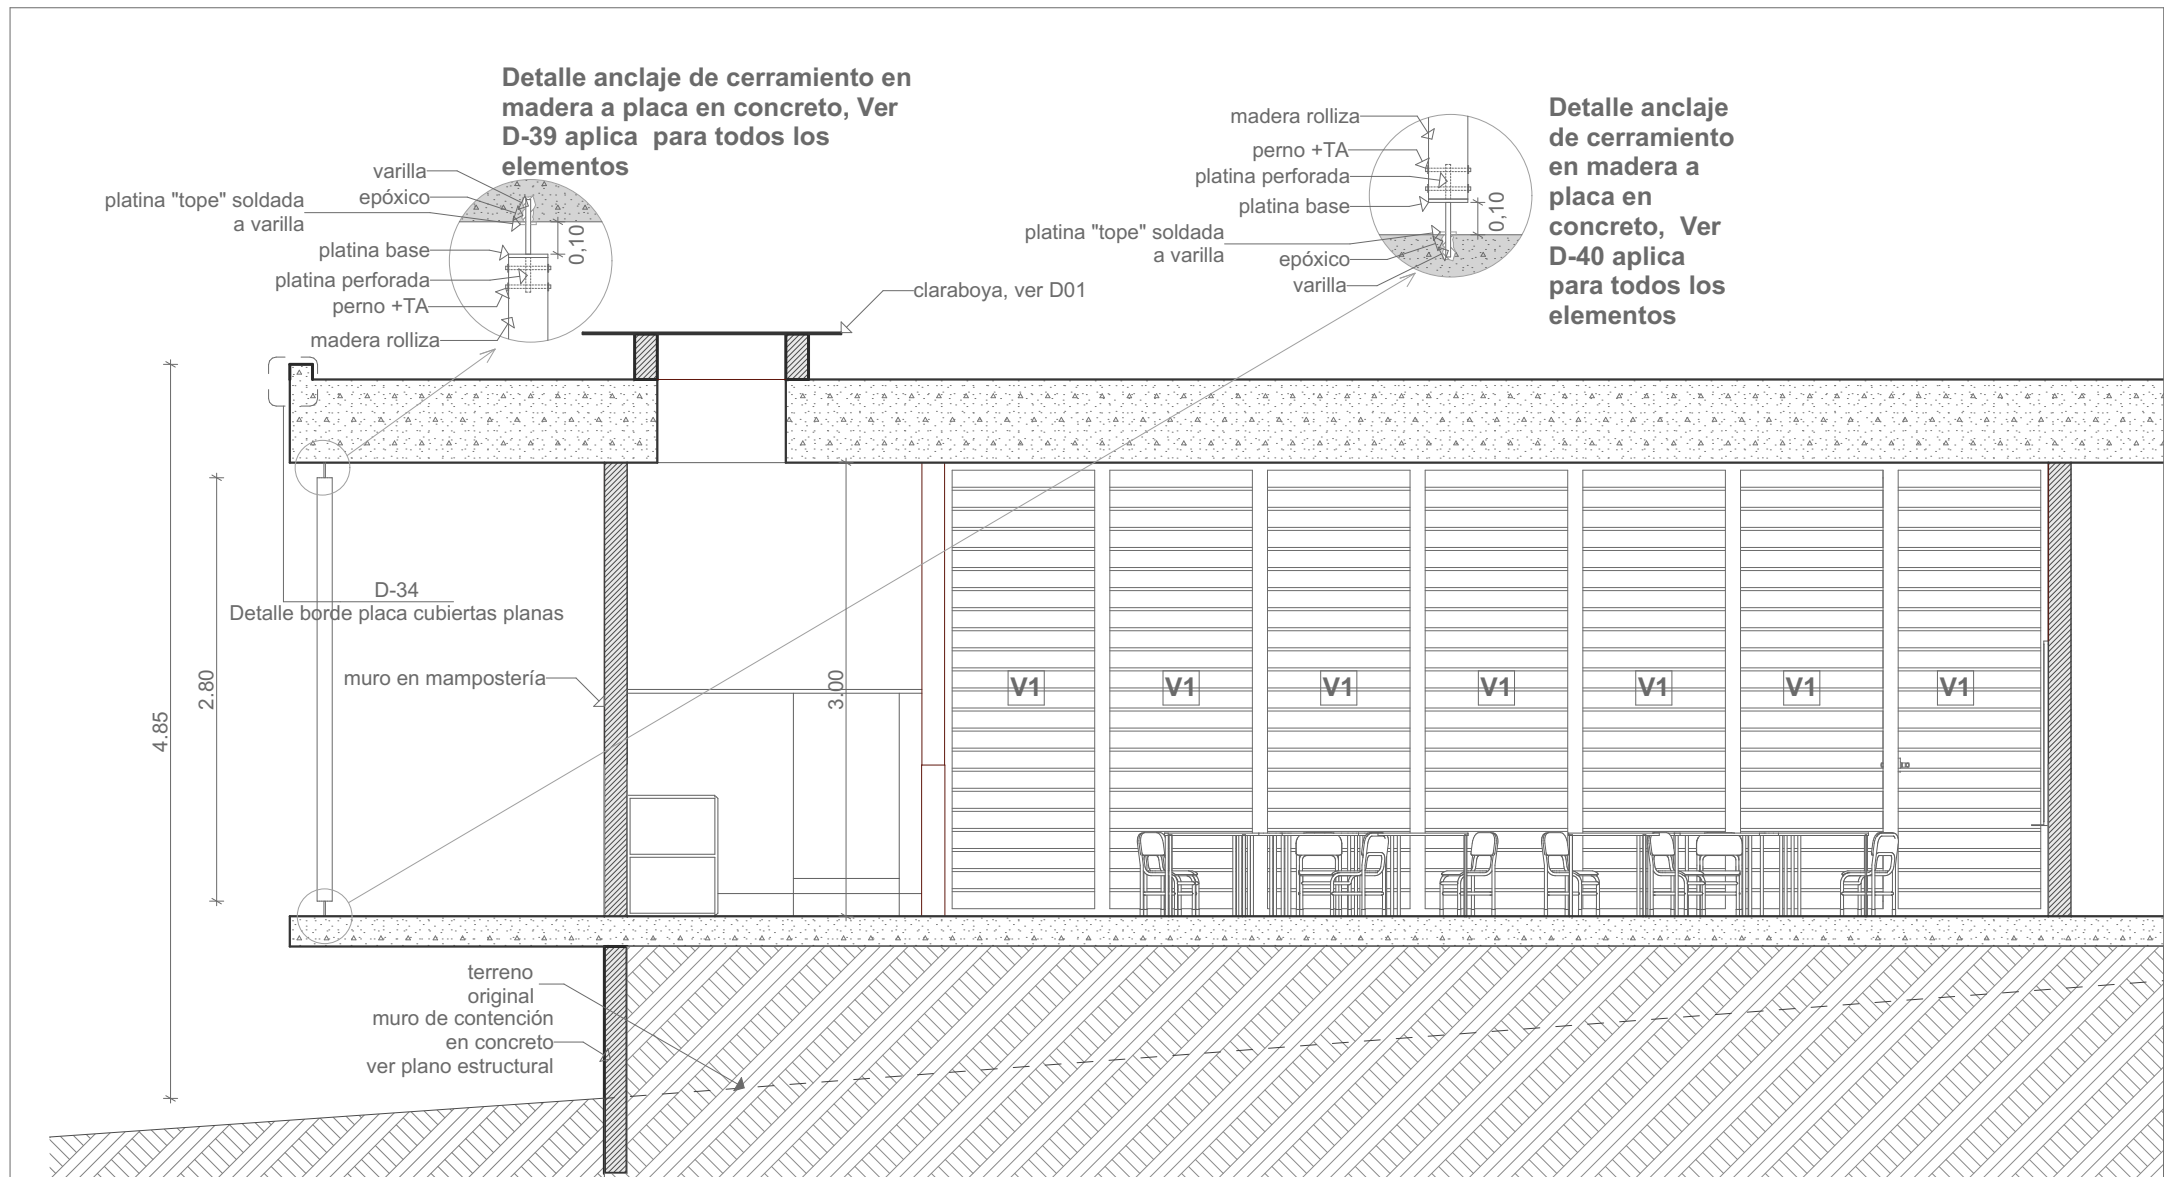 Detalle anclaje de cerramiento en
madera a placa en concreto, Ver
D-39 aplica  para todos los
elementos
varilla
platina "tope" soldada
a varilla
epóxico
platina base
platina perforada
perno +TA
madera rolliza
0,10
madera rolliza
perno +TA
platina perforada
platina base
platina "tope" soldada
a varilla
epóxico
varilla
0,10
Detalle anclaje
de cerramiento
en madera a
placa en
concreto,  Ver
D-40 aplica
para todos los
elementos
claraboya, ver D01
D-34
Detalle borde placa cubiertas planas
4.85
2.80
3.00
muro en mampostería
V1
V1
V1
V1
V1
V1
V1
terreno
original
muro de contención
en concreto
ver plano estructural